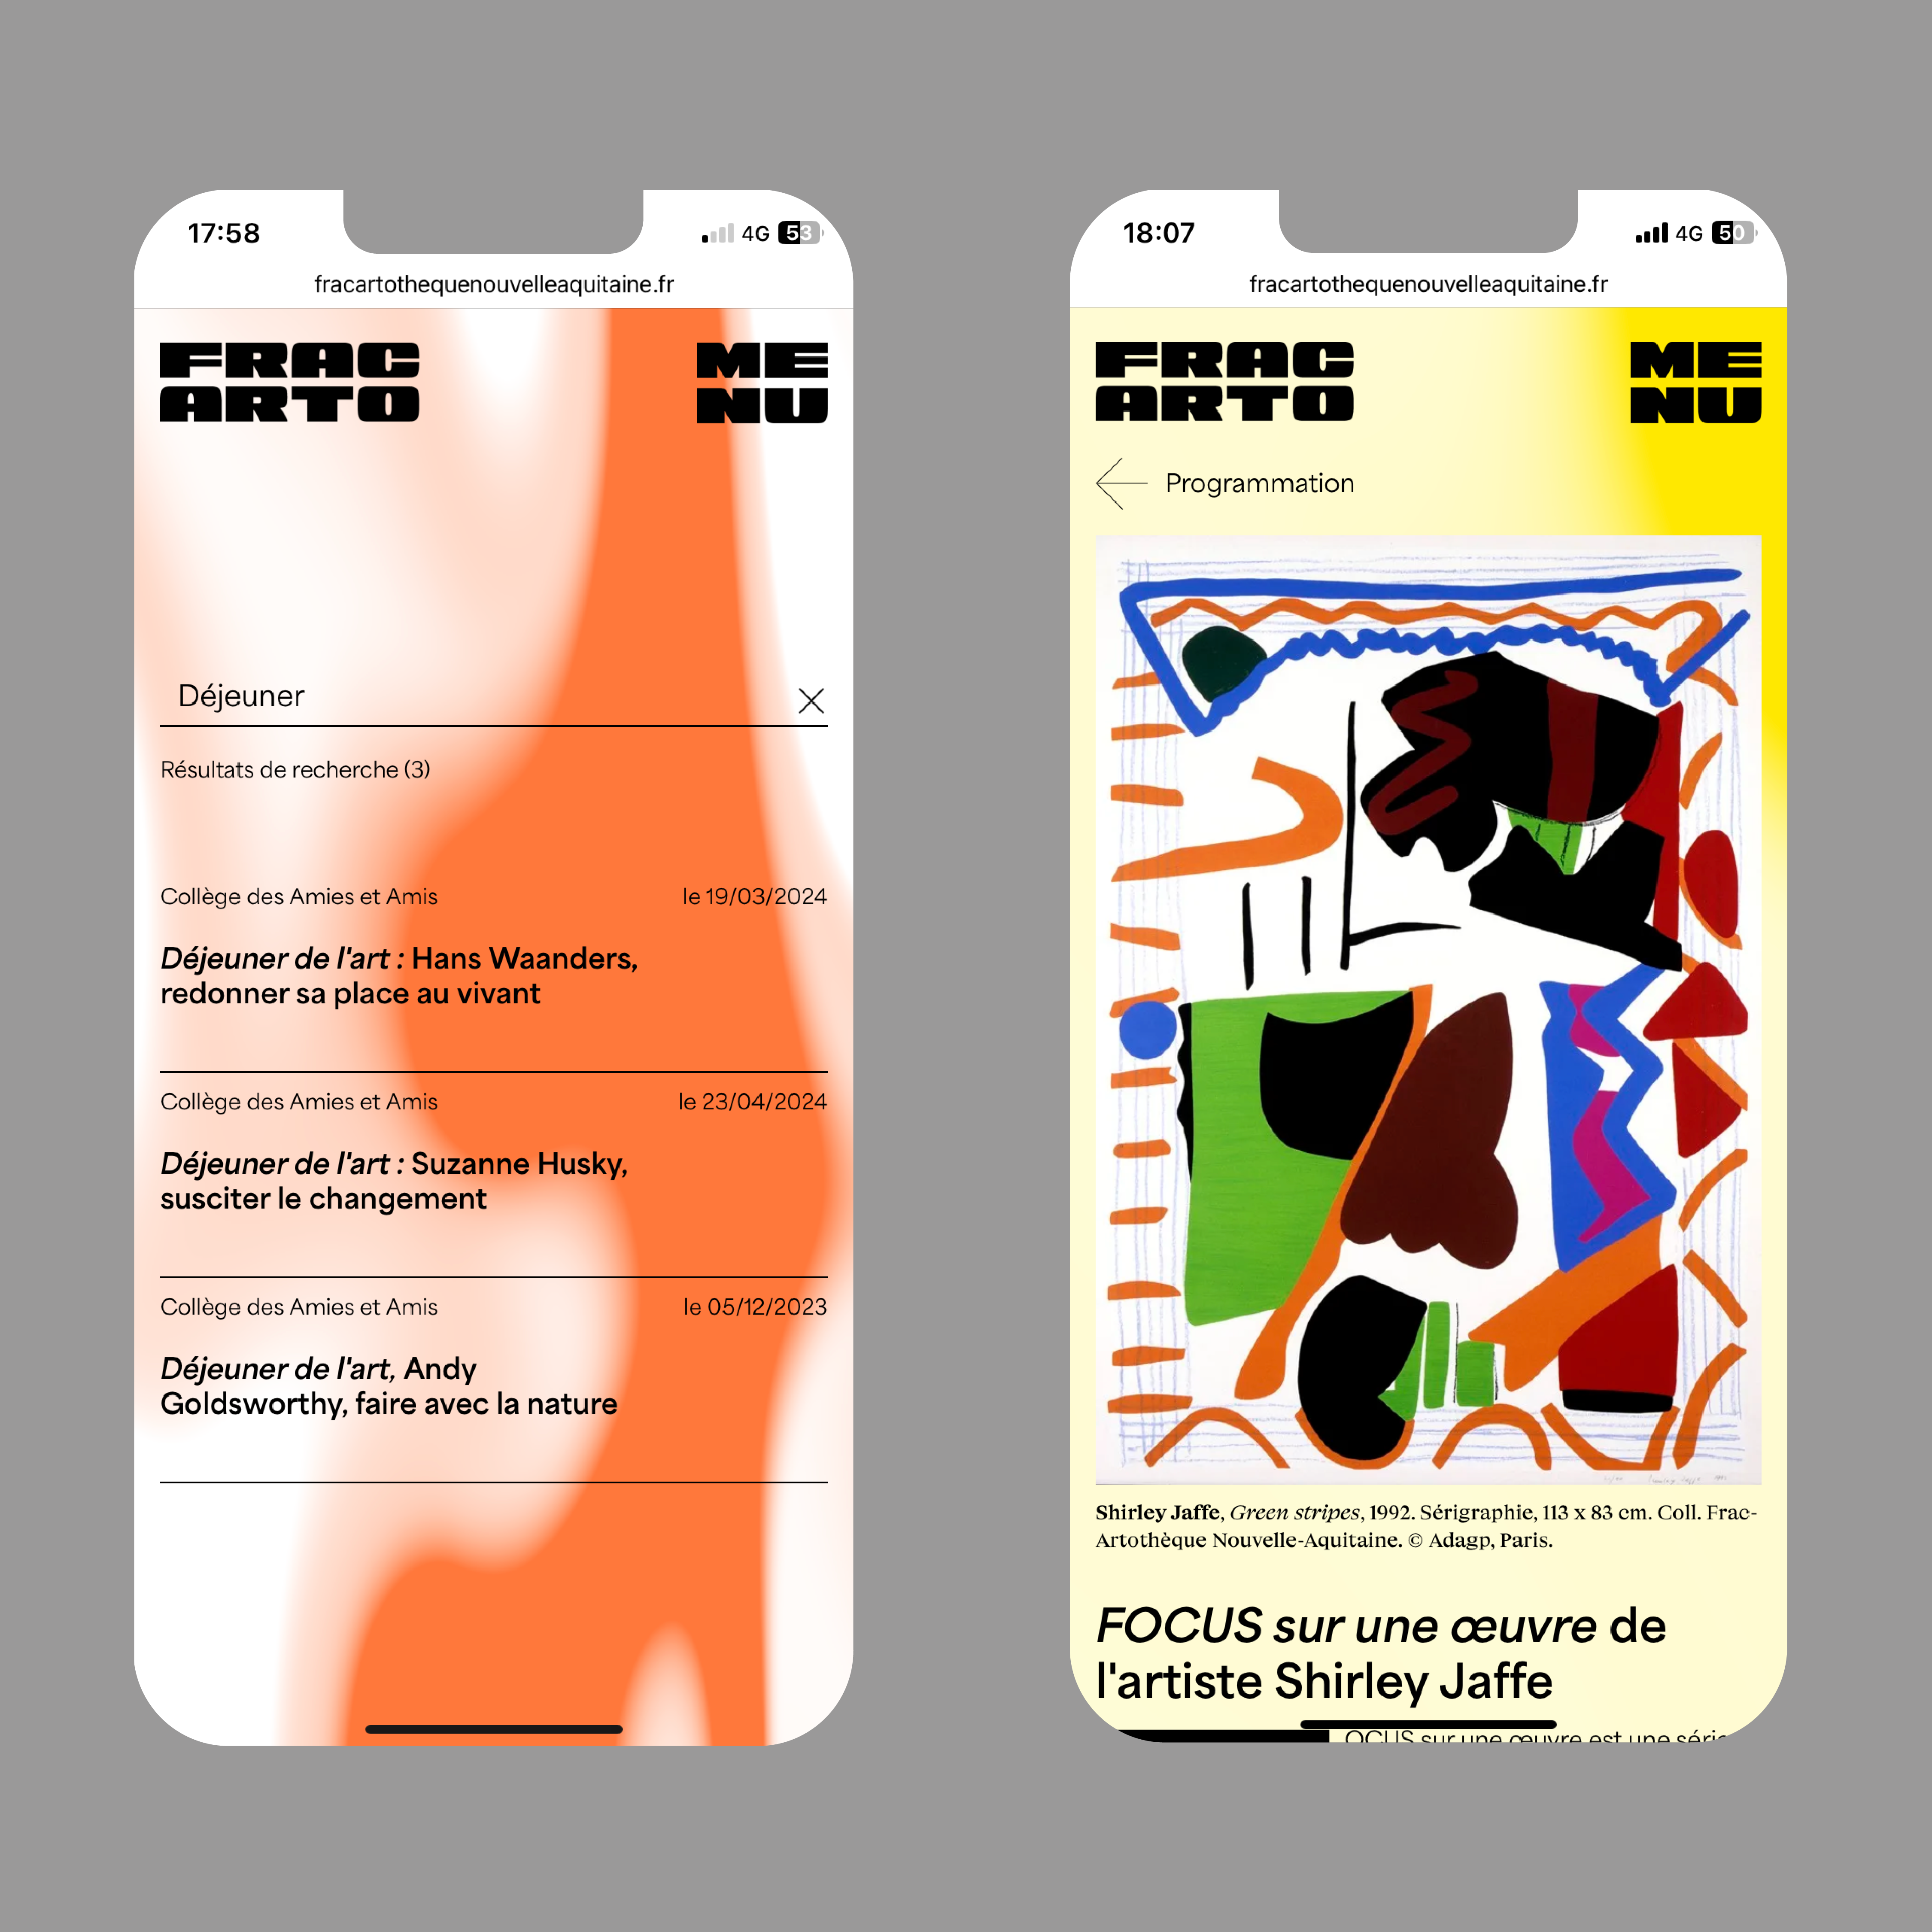 17:58
4G 53
fracartothequenouvelleaquitaine.fr
FRAC
ARTO
ME
NU
Déjeuner
Résultats de recherche (3)
Collège des Amies et Amis le 19/03/2024
Déjeuner de l'art : Hans Waanders,
redonner sa place au vivant
Collège des Amies et Amis le 23/04/2024
Déjeuner de l'art : Suzanne Husky,
susciter le changement
Collège des Amies et Amis le 05/12/2023
Déjeuner de l'art, Andy
Goldsworthy, faire avec la nature
18:07
4G 50
fracartothequenouvelleaquitaine.fr
FRAC
ARTO
ME
NU
Programmation
Shirley Jaffe, Green stripes, 1992. Sérigraphie, 113 x 83 cm. Coll. Frac-
Artothèque Nouvelle-Aquitaine. © Adagp, Paris.
FOCUS sur une œuvre de
l'artiste Shirley Jaffe
OCUS sur une œuvre est une série